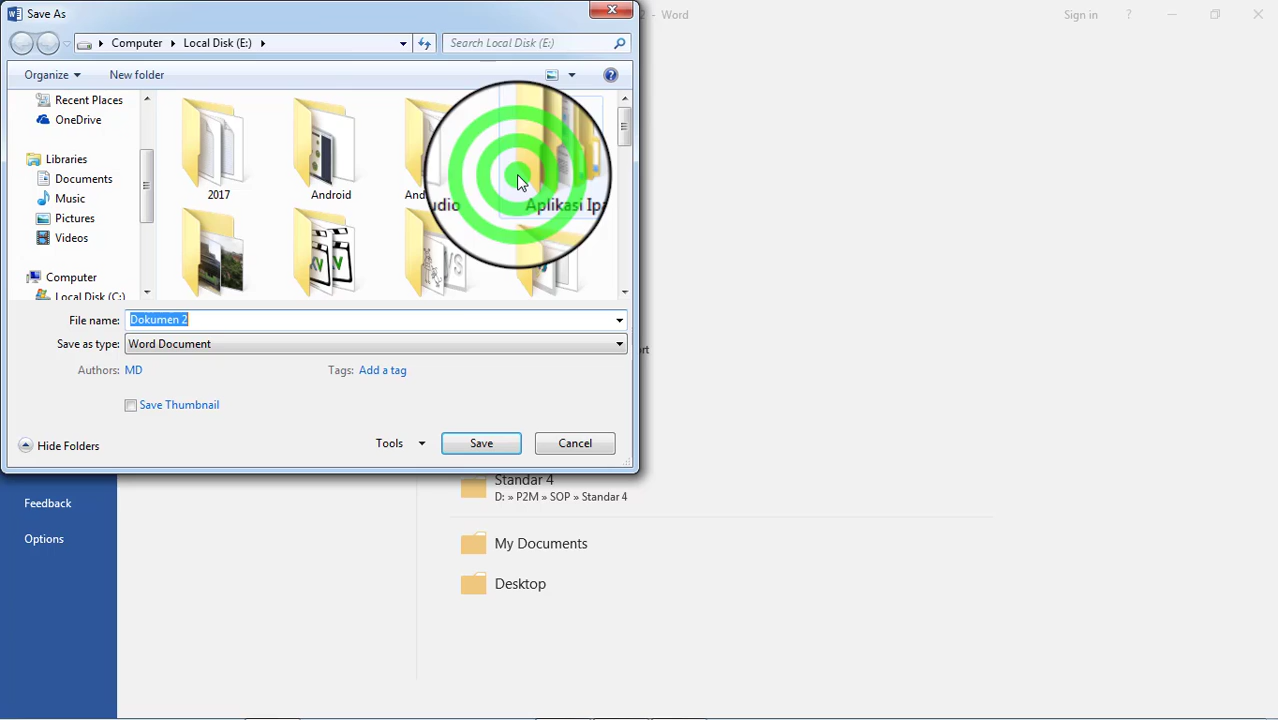 Save As
2 - Word
Sign in
?
Computer
Local Disk (E:)
Search Local Disk (E:)
Organize
New folder
?
Recent Places
OneDrive
Libraries
Documents
Music
Pictures
Videos
Computer
Local Disk (C:)
2017
Android
udio
Aplikasi Ipa
File name:
Dokumen 2
Save as type:
Word Document
Authors:
MD
Tags:
Add a tag
Save Thumbnail
Hide Folders
Tools
Save
Cancel
Feedback
Options
Standar 4
D: » P2M » SOP » Standar 4
My Documents
Desktop